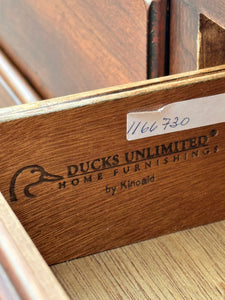 1166730
DUCKS UNLIMITED®
HOME FURNISHINGS
by Kincaid